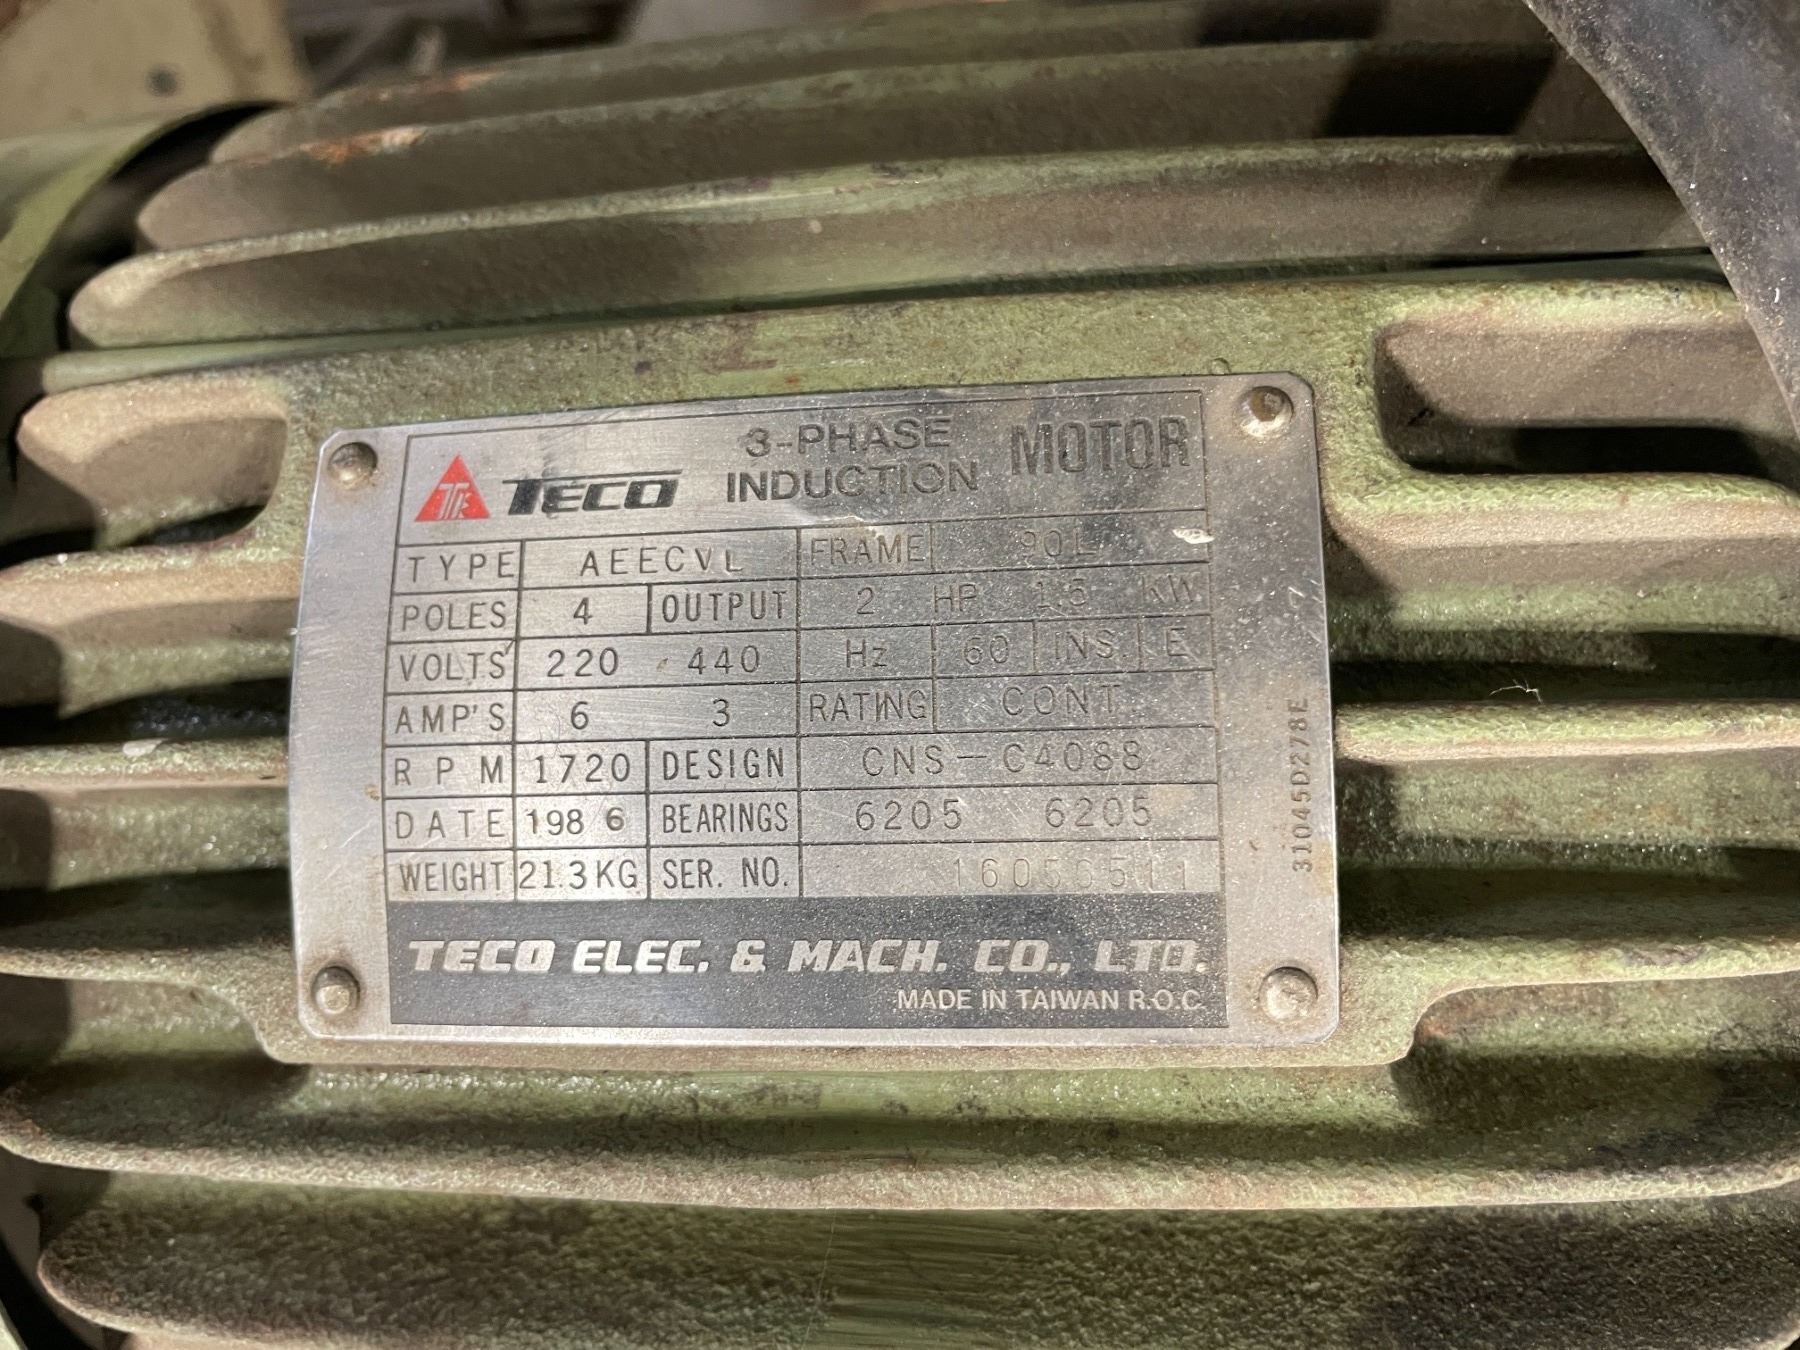 TECO 3-PHASE INDUCTION MOTOR
TYPE AEECVL FRAME 90L
POLES 4 OUTPUT 2 HP 1.5 KW
VOLTS 220 440 Hz 60 INS. E
AMP'S 6 3 RATING CONT.
RPM 1720 DESIGN CNS-C4088
DATE 198 6 BEARINGS 6205 6205
WEIGHT 21.3KG SER. NO.
TECO ELEC. & MACH. CO., LTD.
MADE IN TAIWAN R.O.C.
31045D278E